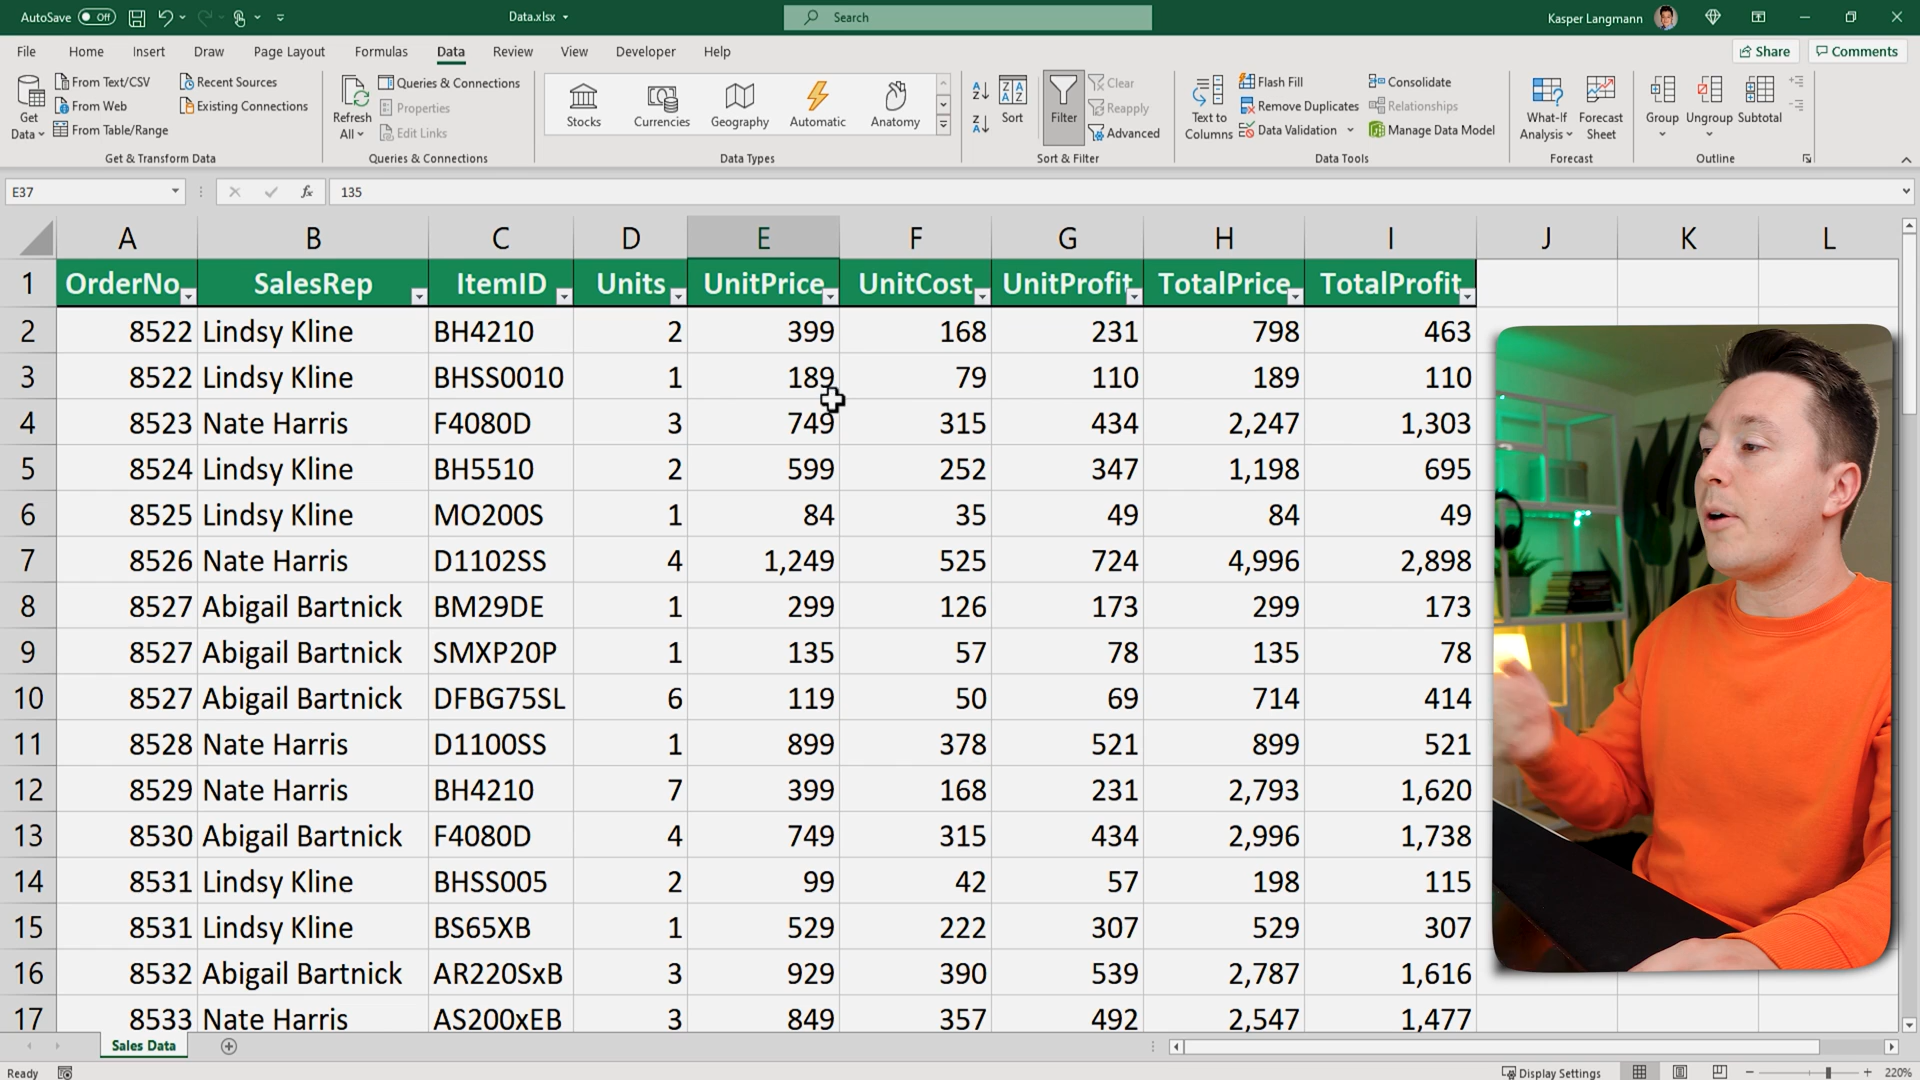 AutoSave Off Data.xlsx Search Kasper Langmann
File Home Insert Draw Page Layout Formulas Data Review View Developer Help Share Comments
Get Data From Text/CSV From Web From Table/Range Recent Sources Existing Connections
Get & Transform Data
Refresh All Queries & Connections Properties Edit Links
Queries & Connections
Stocks Currencies Geography Automatic Anatomy
Data Types
Sort Filter Clear Reapply Advanced
Sort & Filter
Text to Columns Flash Fill Remove Duplicates Data Validation Consolidate Relationships Manage Data Model
Data Tools
What-If Analysis Forecast Sheet
Forecast
Group Ungroup Subtotal
Outline
E37 fx 135
A B C D E F G H I J K L
1 OrderNo. SalesRep ItemID Units UnitPrice UnitCost UnitProfit TotalPrice TotalProfit
2 8522 Lindsy Kline BH4210 2 399 168 231 798 463
3 8522 Lindsy Kline BHSS0010 1 189 79 110 189 110
4 8523 Nate Harris F4080D 3 749 315 434 2,247 1,303
5 8524 Lindsy Kline BH5510 2 599 252 347 1,198 695
6 8525 Lindsy Kline MO200S 1 84 35 49 84 49
7 8526 Nate Harris D1102SS 4 1,249 525 724 4,996 2,898
8 8527 Abigail Bartnick BM29DE 1 299 126 173 299 173
9 8527 Abigail Bartnick SMXP20P 1 135 57 78 135 78
10 8527 Abigail Bartnick DFBG75SL 6 119 50 69 714 414
11 8528 Nate Harris D1100SS 1 899 378 521 899 521
12 8529 Nate Harris BH4210 7 399 168 231 2,793 1,620
13 8530 Abigail Bartnick F4080D 4 749 315 434 2,996 1,738
14 8531 Lindsy Kline BHSS005 2 99 42 57 198 115
15 8531 Lindsy Kline BS65XB 1 529 222 307 529 307
16 8532 Abigail Bartnick AR220SxB 3 929 390 539 2,787 1,616
17 8533 Nate Harris AS200xEB 3 849 357 492 2,547 1,477
Sales Data
Ready Display Settings 220%